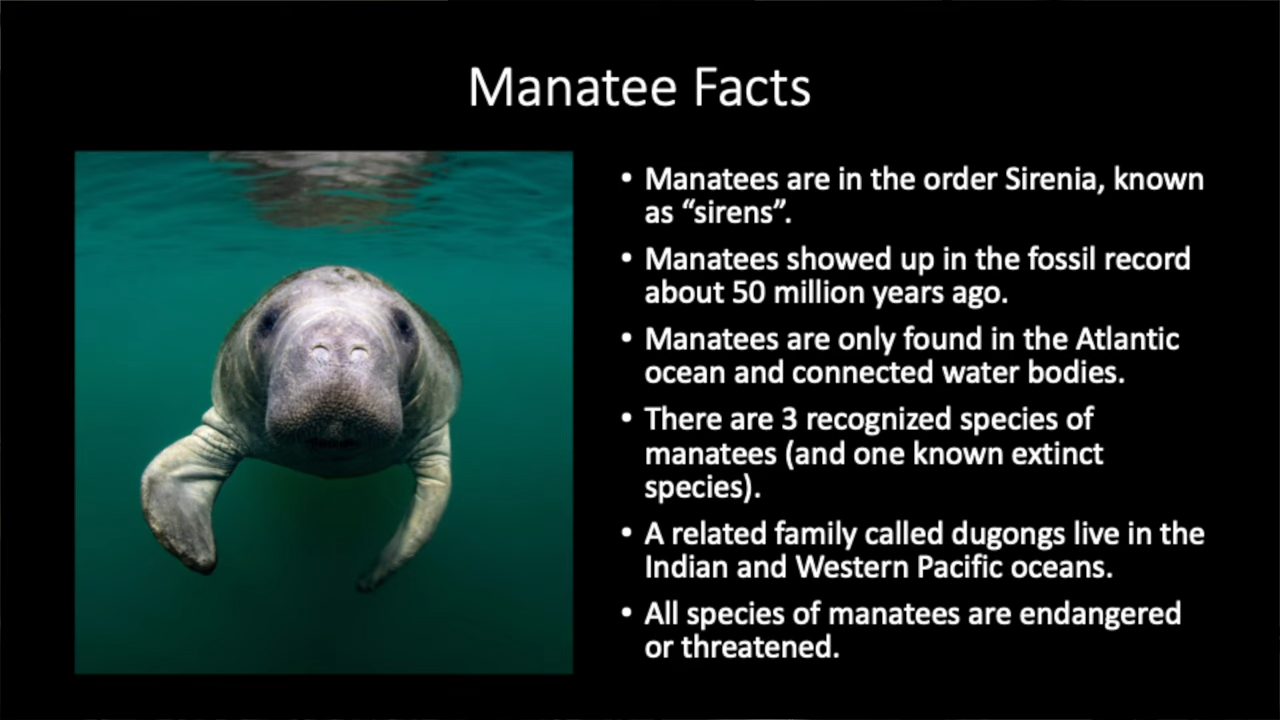 Manatee Facts
• Manatees are in the order Sirenia, known
as “sirens”.
• Manatees showed up in the fossil record
about 50 million years ago.
• Manatees are only found in the Atlantic
ocean and connected water bodies.
• There are 3 recognized species of
manatees (and one known extinct
species).
• A related family called dugongs live in the
Indian and Western Pacific oceans.
• All species of manatees are endangered
or threatened.